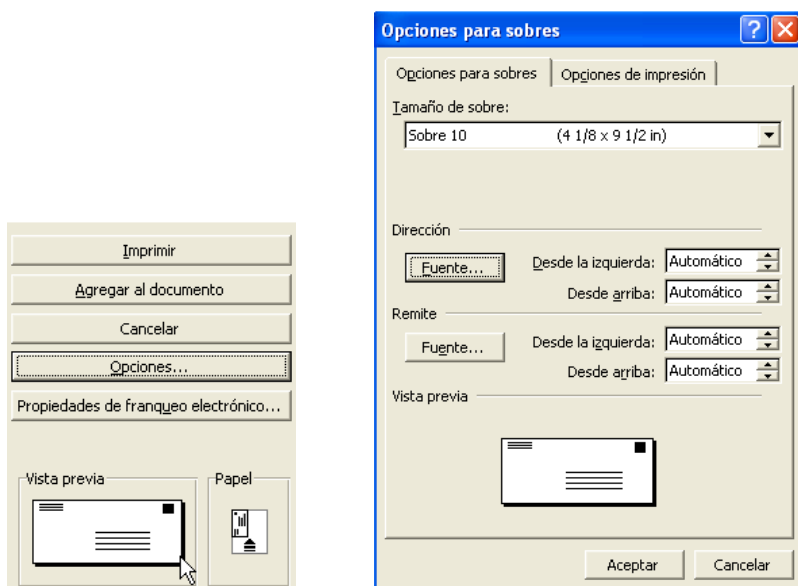 Imprimir
Agregar al documento
Cancelar
Opciones...
Propiedades de franqueo electrónico...
Vista previa
Papel
Opciones para sobres
Opciones para sobres
Opciones de impresión
Tamaño de sobre:
Sobre 10 (4 1/8 x 9 1/2 in)
Dirección
Fuente...
Desde la izquierda: Automático
Desde arriba: Automático
Remite
Fuente...
Desde la izquierda: Automático
Desde arriba: Automático
Vista previa
Aceptar
Cancelar